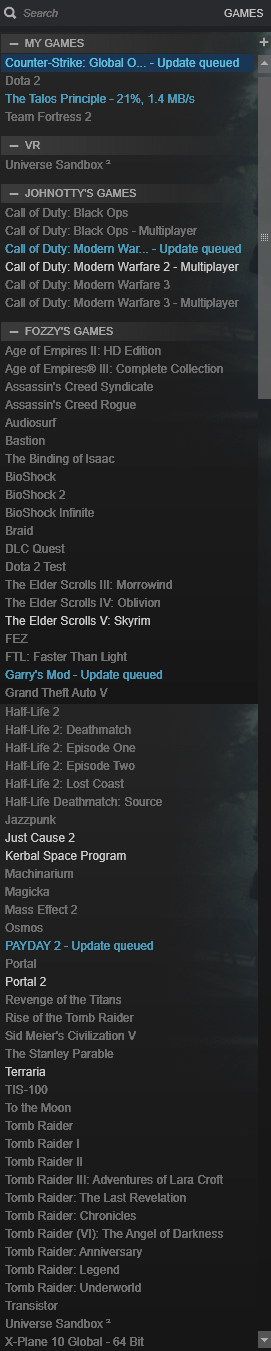 Search
GAMES
— MY GAMES +
Counter-Strike: Global O... - Update queued
Dota 2
The Talos Principle - 21%, 1.4 MB/s
Team Fortress 2
— VR
Universe Sandbox ²
— JOHNOTTY'S GAMES
Call of Duty: Black Ops
Call of Duty: Black Ops - Multiplayer
Call of Duty: Modern War... - Update queued
Call of Duty: Modern Warfare 2 - Multiplayer
Call of Duty: Modern Warfare 3
Call of Duty: Modern Warfare 3 - Multiplayer
— FOZZY'S GAMES
Age of Empires II: HD Edition
Age of Empires® III: Complete Collection
Assassin's Creed Syndicate
Assassin's Creed Rogue
Audiosurf
Bastion
The Binding of Isaac
BioShock
BioShock 2
BioShock Infinite
Braid
DLC Quest
Dota 2 Test
The Elder Scrolls III: Morrowind
The Elder Scrolls IV: Oblivion
The Elder Scrolls V: Skyrim
FEZ
FTL: Faster Than Light
Garry's Mod - Update queued
Grand Theft Auto V
Half-Life 2
Half-Life 2: Deathmatch
Half-Life 2: Episode One
Half-Life 2: Episode Two
Half-Life 2: Lost Coast
Half-Life Deathmatch: Source
Jazzpunk
Just Cause 2
Kerbal Space Program
Machinarium
Magicka
Mass Effect 2
Osmos
PAYDAY 2 - Update queued
Portal
Portal 2
Revenge of the Titans
Rise of the Tomb Raider
Sid Meier's Civilization V
The Stanley Parable
Terraria
TIS-100
To the Moon
Tomb Raider
Tomb Raider I
Tomb Raider II
Tomb Raider III: Adventures of Lara Croft
Tomb Raider: The Last Revelation
Tomb Raider: Chronicles
Tomb Raider (VI): The Angel of Darkness
Tomb Raider: Anniversary
Tomb Raider: Legend
Tomb Raider: Underworld
Transistor
Universe Sandbox ²
X-Plane 10 Global - 64 Bit